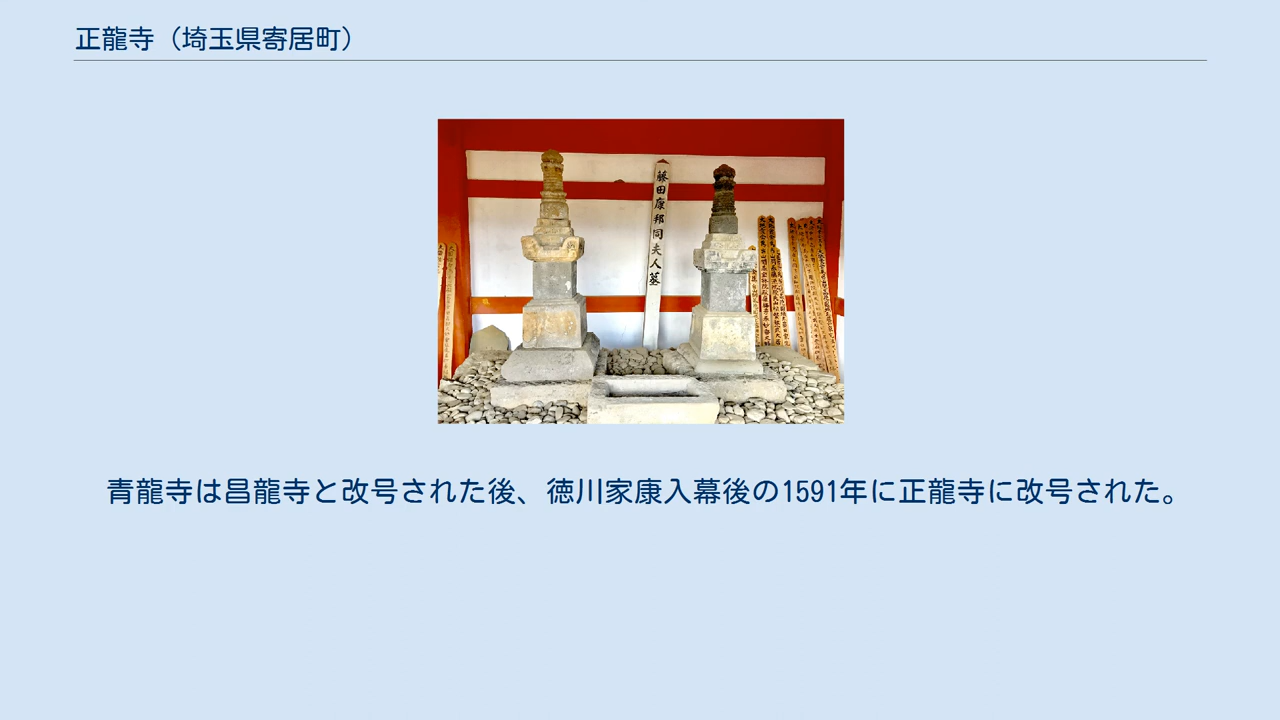 正龍寺（埼玉県寄居町）
藤田康邦同夫人墓
青龍寺は昌龍寺と改号された後、徳川家康入幕後の1591年に正龍寺に改号された。